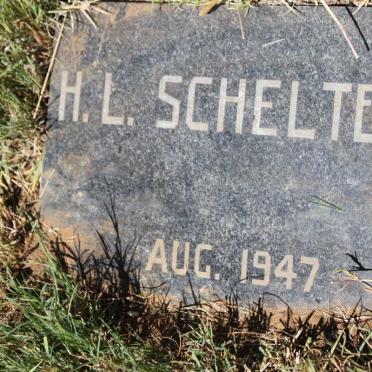 H. L. SCHELTE
AUG. 1947